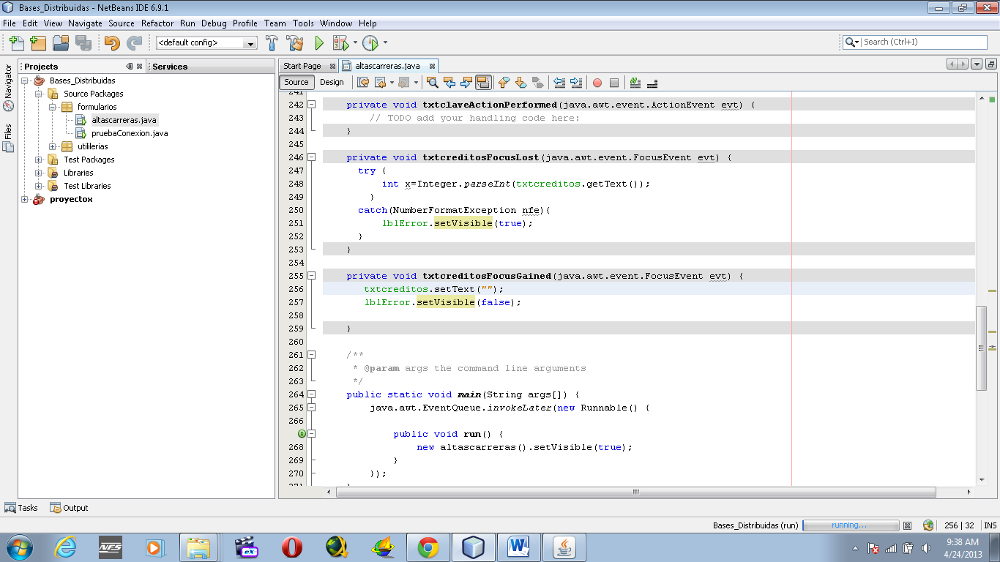 Bases_Distribuidas - NetBeans IDE 6.9.1
File Edit View Navigate Source Refactor Run Debug Profile Team Tools Window Help
<default config>
Search (Ctrl+I)
Projects
Services
Start Page
altascarreras.java
Navigator
Files
Source
Design
Bases_Distribuidas
Source Packages
formularios
altascarreras.java
pruebaConexion.java
utililerias
Test Packages
Libraries
Test Libraries
proyectox
241
242 private void txtclaveActionPerformed(java.awt.event.ActionEvent evt) {
243 // TODO add your handling code here:
244 }
245
246 private void txtcreditosFocusLost(java.awt.event.FocusEvent evt) {
247 try {
248 int x=Integer.parseInt(txtcreditos.getText());
249 }
250 catch(NumberFormatException nfe){
251 lblError.setVisible(true);
252 }
253 }
254
255 private void txtcreditosFocusGained(java.awt.event.FocusEvent evt) {
256 txtcreditos.setText("");
257 lblError.setVisible(false);
258
259 }
260
261 /**
262 * @param args the command line arguments
263 */
264 public static void main(String args[]) {
265 java.awt.EventQueue.invokeLater(new Runnable() {
266
public void run() {
268 new altascarreras().setVisible(true);
269 }
270 });
271 }
Tasks
Output
Bases_Distribuidas (run) running... 256 | 32 INS
NFS
ex
9:38 AM
4/24/2013